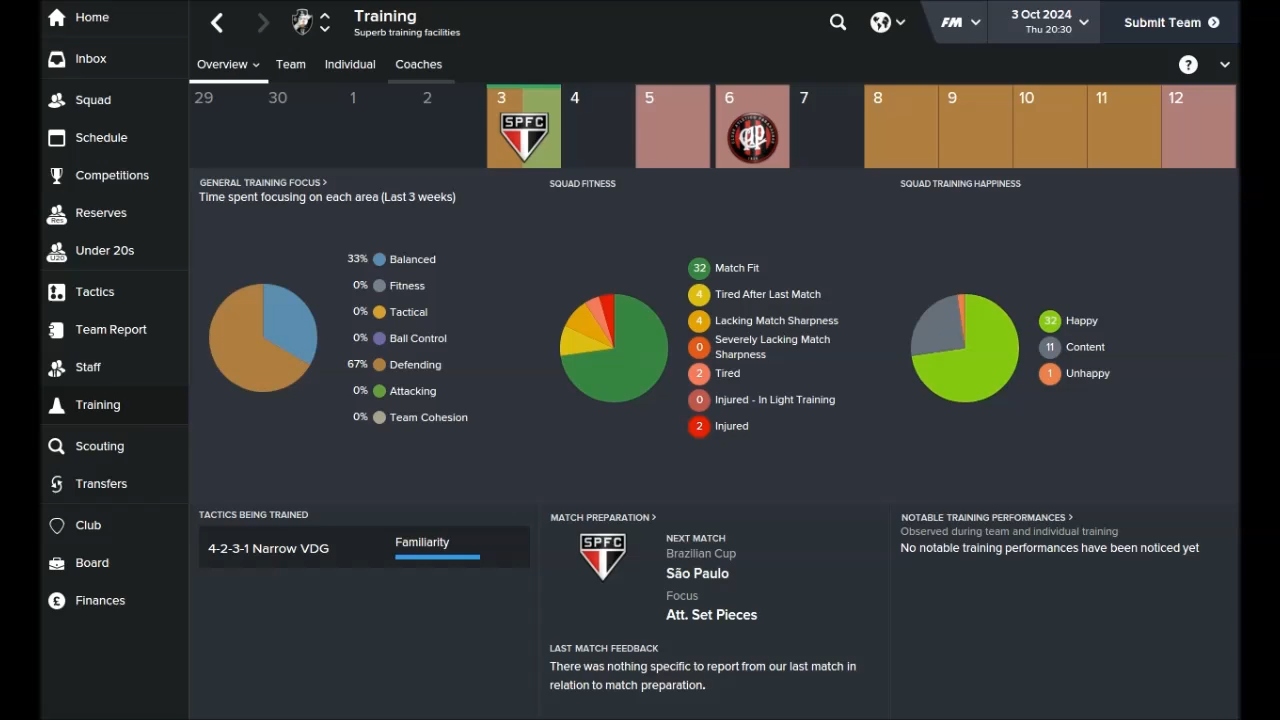 Home
Inbox
Squad
Schedule
Competitions
Res
Reserves
U20
Under 20s
Tactics
Team Report
Staff
Training
Scouting
Transfers
Club
Board
£
Finances
Training
Superb training facilities
FM
3 Oct 2024
Thu 20:30
Submit Team
Overview
Team
Individual
Coaches
?
29 30 1 2 3 4 5 6 7 8 9 10 11 12
SPFC
GENERAL TRAINING FOCUS >
Time spent focusing on each area (Last 3 weeks)
33% Balanced
0% Fitness
0% Tactical
0% Ball Control
67% Defending
0% Attacking
0% Team Cohesion
SQUAD FITNESS
32 Match Fit
4 Tired After Last Match
4 Lacking Match Sharpness
0 Severely Lacking Match
Sharpness
2 Tired
0 Injured - In Light Training
2 Injured
SQUAD TRAINING HAPPINESS
32 Happy
11 Content
1 Unhappy
TACTICS BEING TRAINED
4-2-3-1 Narrow VDG
Familiarity
MATCH PREPARATION >
SPFC
NEXT MATCH
Brazilian Cup
São Paulo
Focus
Att. Set Pieces
LAST MATCH FEEDBACK
There was nothing specific to report from our last match in
relation to match preparation.
NOTABLE TRAINING PERFORMANCES >
Observed during team and individual training
No notable training performances have been noticed yet